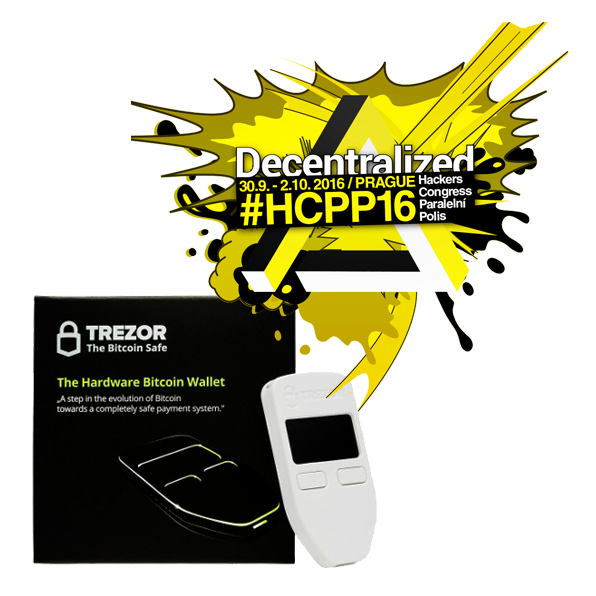 Decentralized
30.9. - 2.10. 2016 / PRAGUE
#HCPP16
Hackers
Congress
Paralelní
Polis
TREZOR
The Bitcoin Safe
The Hardware Bitcoin Wallet
„A step in the evolution of Bitcoin
towards a completely safe payment system.“
TREZOR